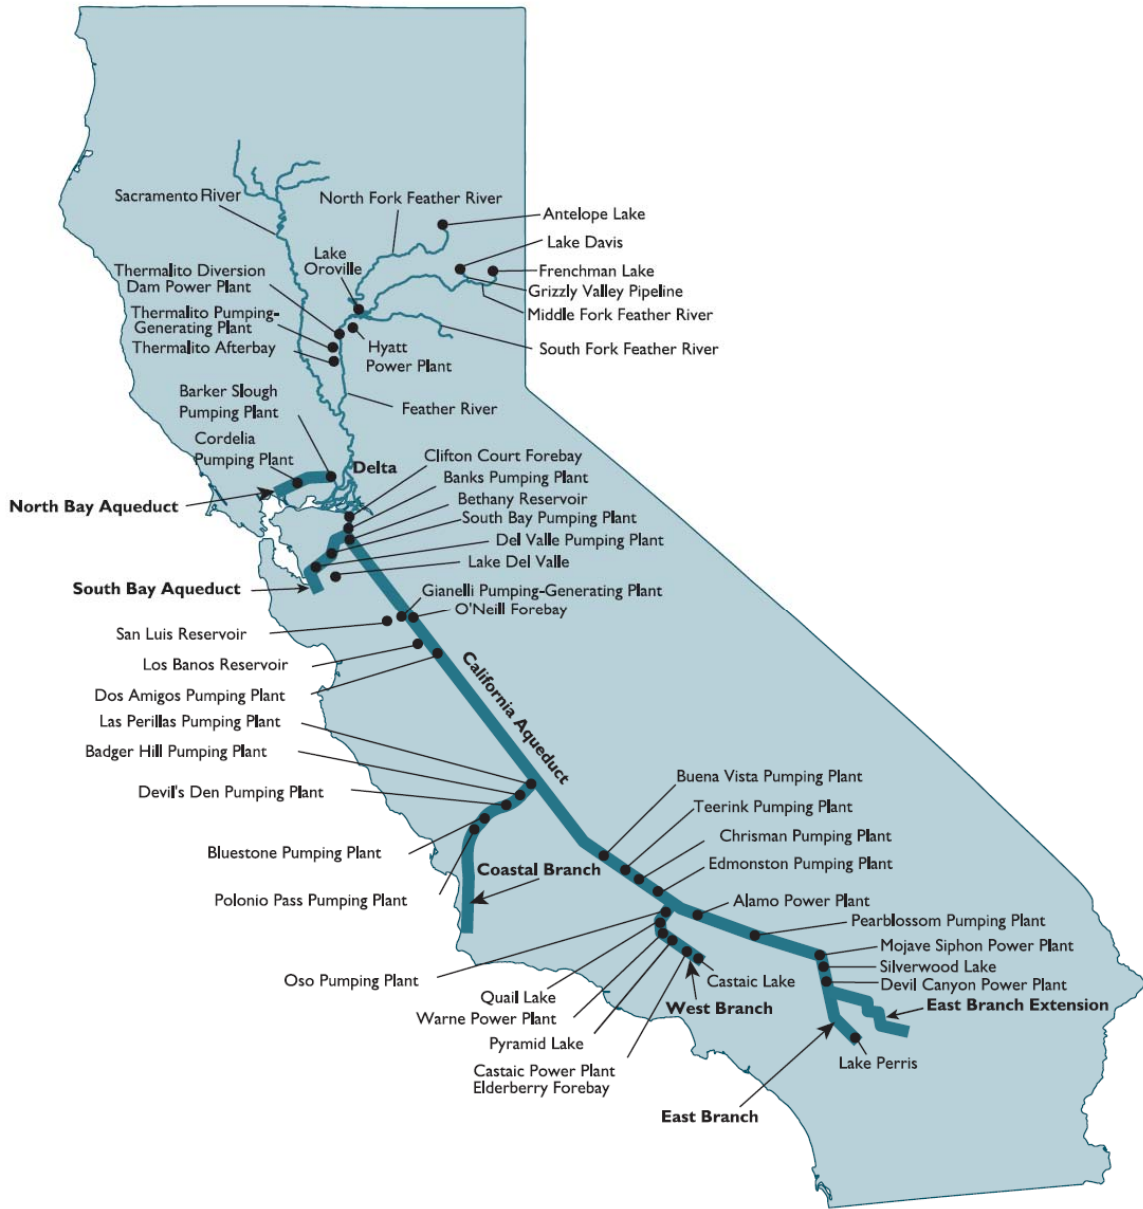 Sacramento River
North Fork Feather River
Antelope Lake
Lake Davis
Lake
Oroville
Frenchman Lake
Thermalito Diversion
Dam Power Plant
Grizzly Valley Pipeline
Middle Fork Feather River
Thermalito Pumping-
Generating Plant
Thermalito Afterbay
Hyatt
Power Plant
South Fork Feather River
Barker Slough
Pumping Plant
Feather River
Cordelia
Pumping Plant
Delta
Clifton Court Forebay
Banks Pumping Plant
North Bay Aqueduct
Bethany Reservoir
South Bay Pumping Plant
Del Valle Pumping Plant
Lake Del Valle
South Bay Aqueduct
Gianelli Pumping-Generating Plant
O'Neill Forebay
San Luis Reservoir
Los Banos Reservoir
Dos Amigos Pumping Plant
California Aqueduct
Las Perillas Pumping Plant
Badger Hill Pumping Plant
Devil's Den Pumping Plant
Buena Vista Pumping Plant
Teerink Pumping Plant
Chrisman Pumping Plant
Bluestone Pumping Plant
Edmonston Pumping Plant
Coastal Branch
Polonio Pass Pumping Plant
Alamo Power Plant
Pearblossom Pumping Plant
Mojave Siphon Power Plant
Silverwood Lake
Oso Pumping Plant
Castaic Lake
Devil Canyon Power Plant
Quail Lake
West Branch
East Branch Extension
Warne Power Plant
Pyramid Lake
Lake Perris
Castaic Power Plant
Elderberry Forebay
East Branch